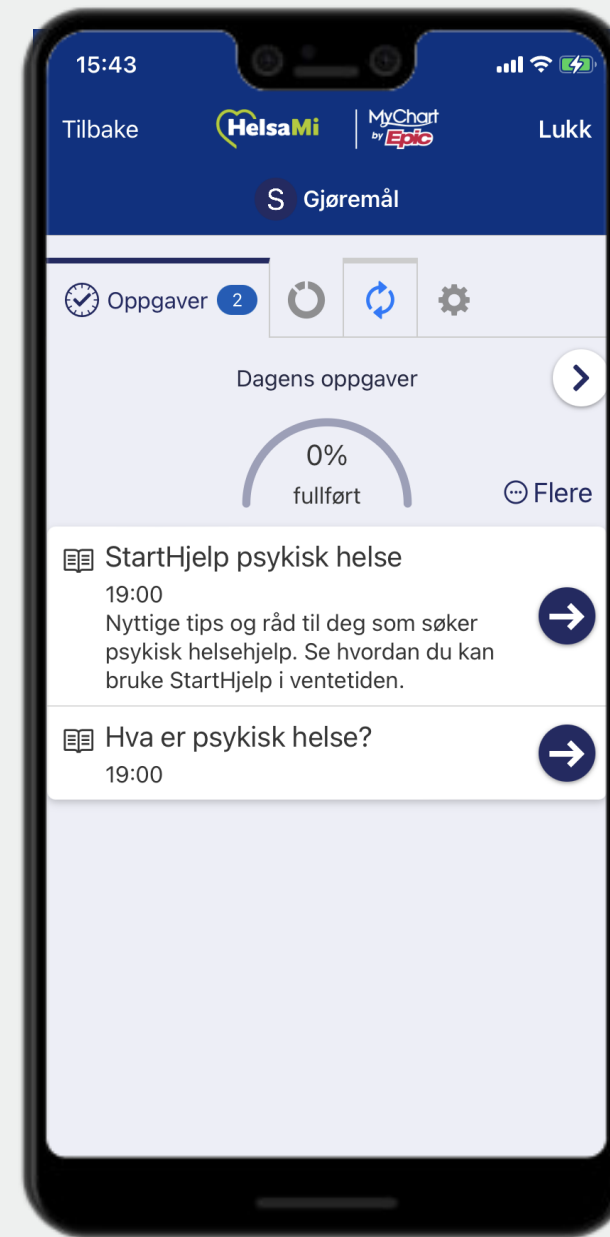 15:43
Tilbake
HelsaMi
MyChart
by Epic
Lukk
S Gjøremål
Oppgaver 2
Dagens oppgaver
0%
fullført
Flere
StartHjelp psykisk helse
19:00
Nyttige tips og råd til deg som søker
psykisk helsehjelp. Se hvordan du kan
bruke StartHjelp i ventetiden.
Hva er psykisk helse?
19:00